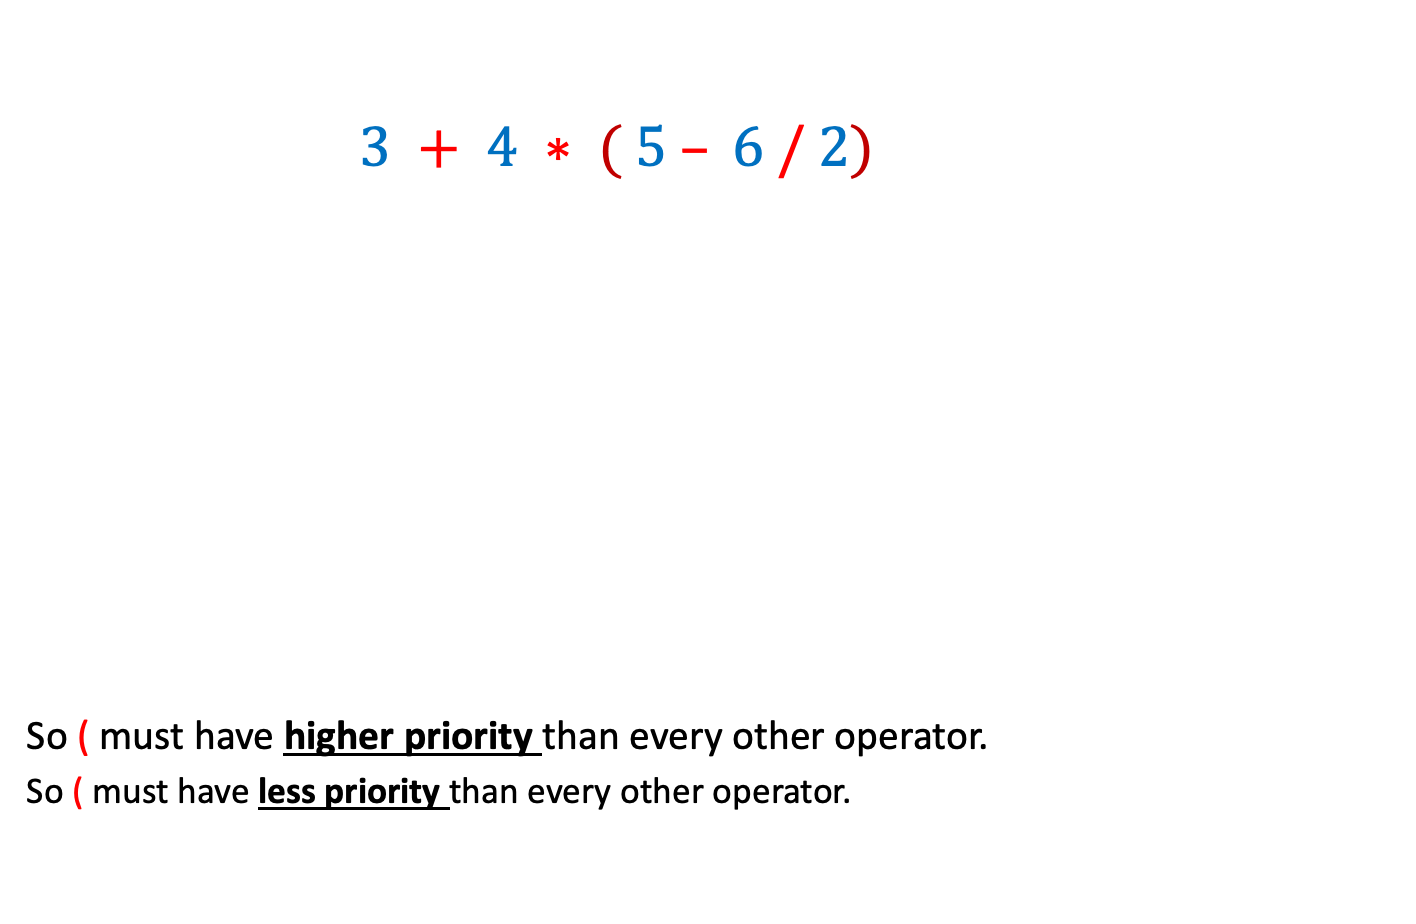 3 + 4 * ( 5 – 6 / 2)
So ( must have higher priority than every other operator.
So ( must have less priority than every other operator.